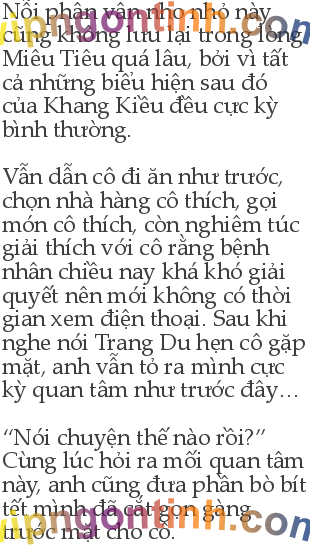 Nỗi phân vân nho nhỏ này
cũng không lưu lại trong lòng
Miêu Tiêu quá lâu, bởi vì tất
cả những biểu hiện sau đó
của Khang Kiều đều cực kỳ
bình thường.
Vẫn dẫn cô đi ăn như trước,
chọn nhà hàng cô thích, gọi
món cô thích, còn nghiêm túc
giải thích với cô rằng bệnh
nhân chiều nay khá khó giải
quyết nên mới không có thời
gian xem điện thoại. Sau khi
nghe nói Trang Du hẹn cô gặp
mặt, anh vẫn tỏ ra mình cực
kỳ quan tâm như trước đây…
“Nói chuyện thế nào rồi?”
Cùng lúc hỏi ra mối quan tâm
này, anh cũng đưa phần bò bít
tết mình đã cắt gọn gàng
trước mặt cho cô.
vipngontinh.com
vipngontinh.com